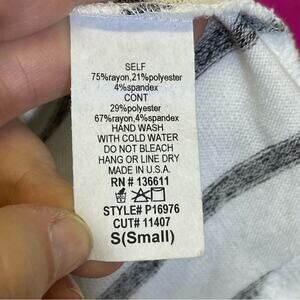 SELF
75%rayon,21%polyester
4%spandex
CONT
29%polyester
67%rayon,4%spandex
HAND WASH
WITH COLD WATER
DO NOT BLEACH
HANG OR LINE DRY
MADE IN U.S.A.
RN # 136611
STYLE# P16976
CUT# 11407
S(Small)